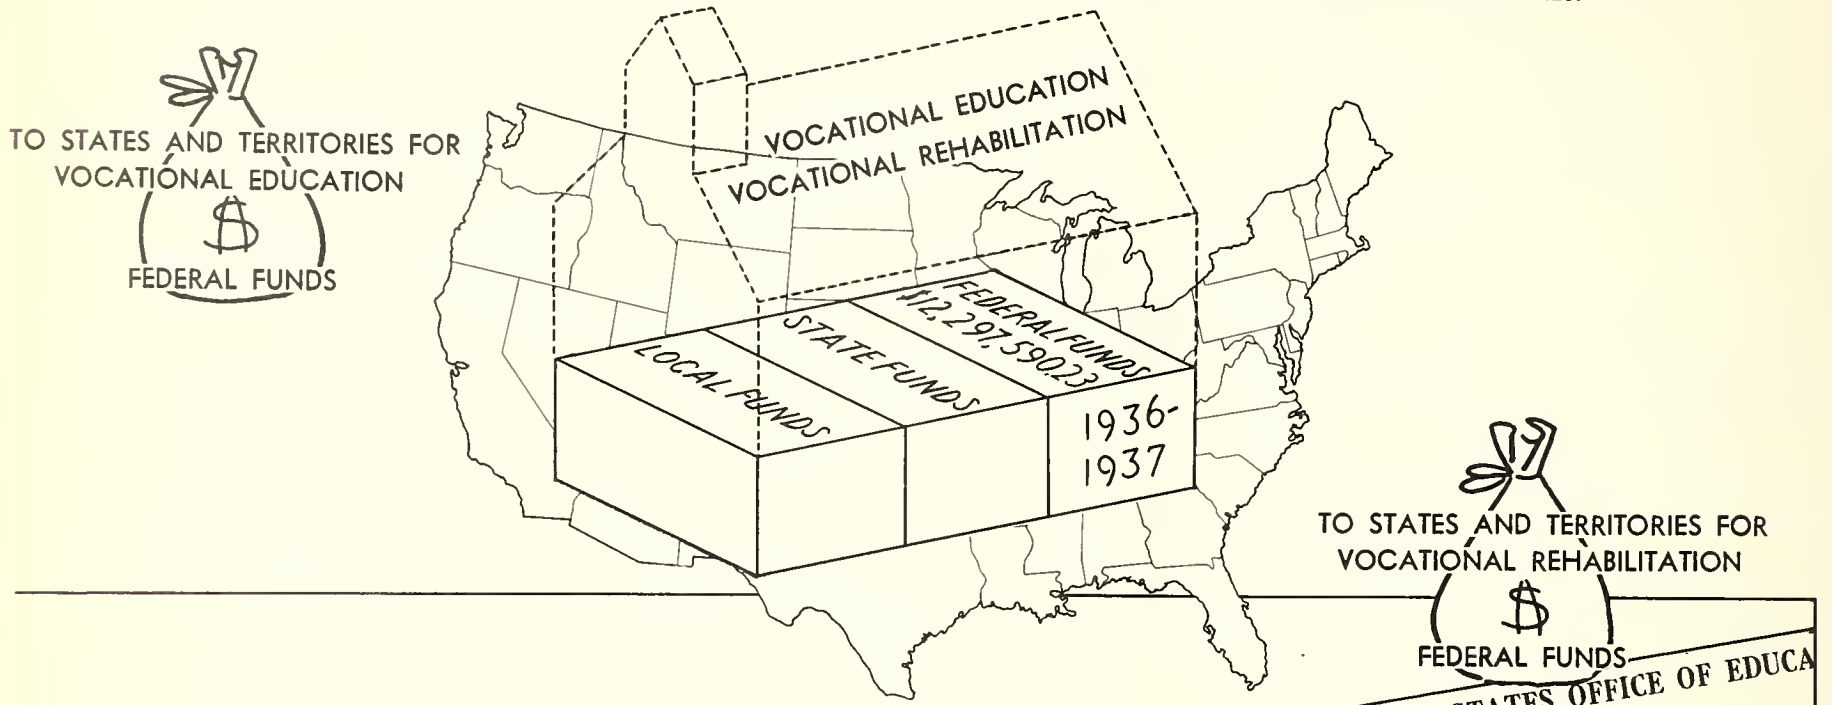 TO STATES AND TERRITORIES FOR
VOCATIONAL EDUCATION
$
FEDERAL FUNDS
VOCATIONAL EDUCATION
VOCATIONAL REHABILITATION
LOCAL FUNDS
STATE FUNDS
FEDERAL FUNDS
$12,297,590.23
1936-
1937
TO STATES AND TERRITORIES FOR
VOCATIONAL REHABILITATION
$
FEDERAL FUNDS
STATES OFFICE OF EDUCA